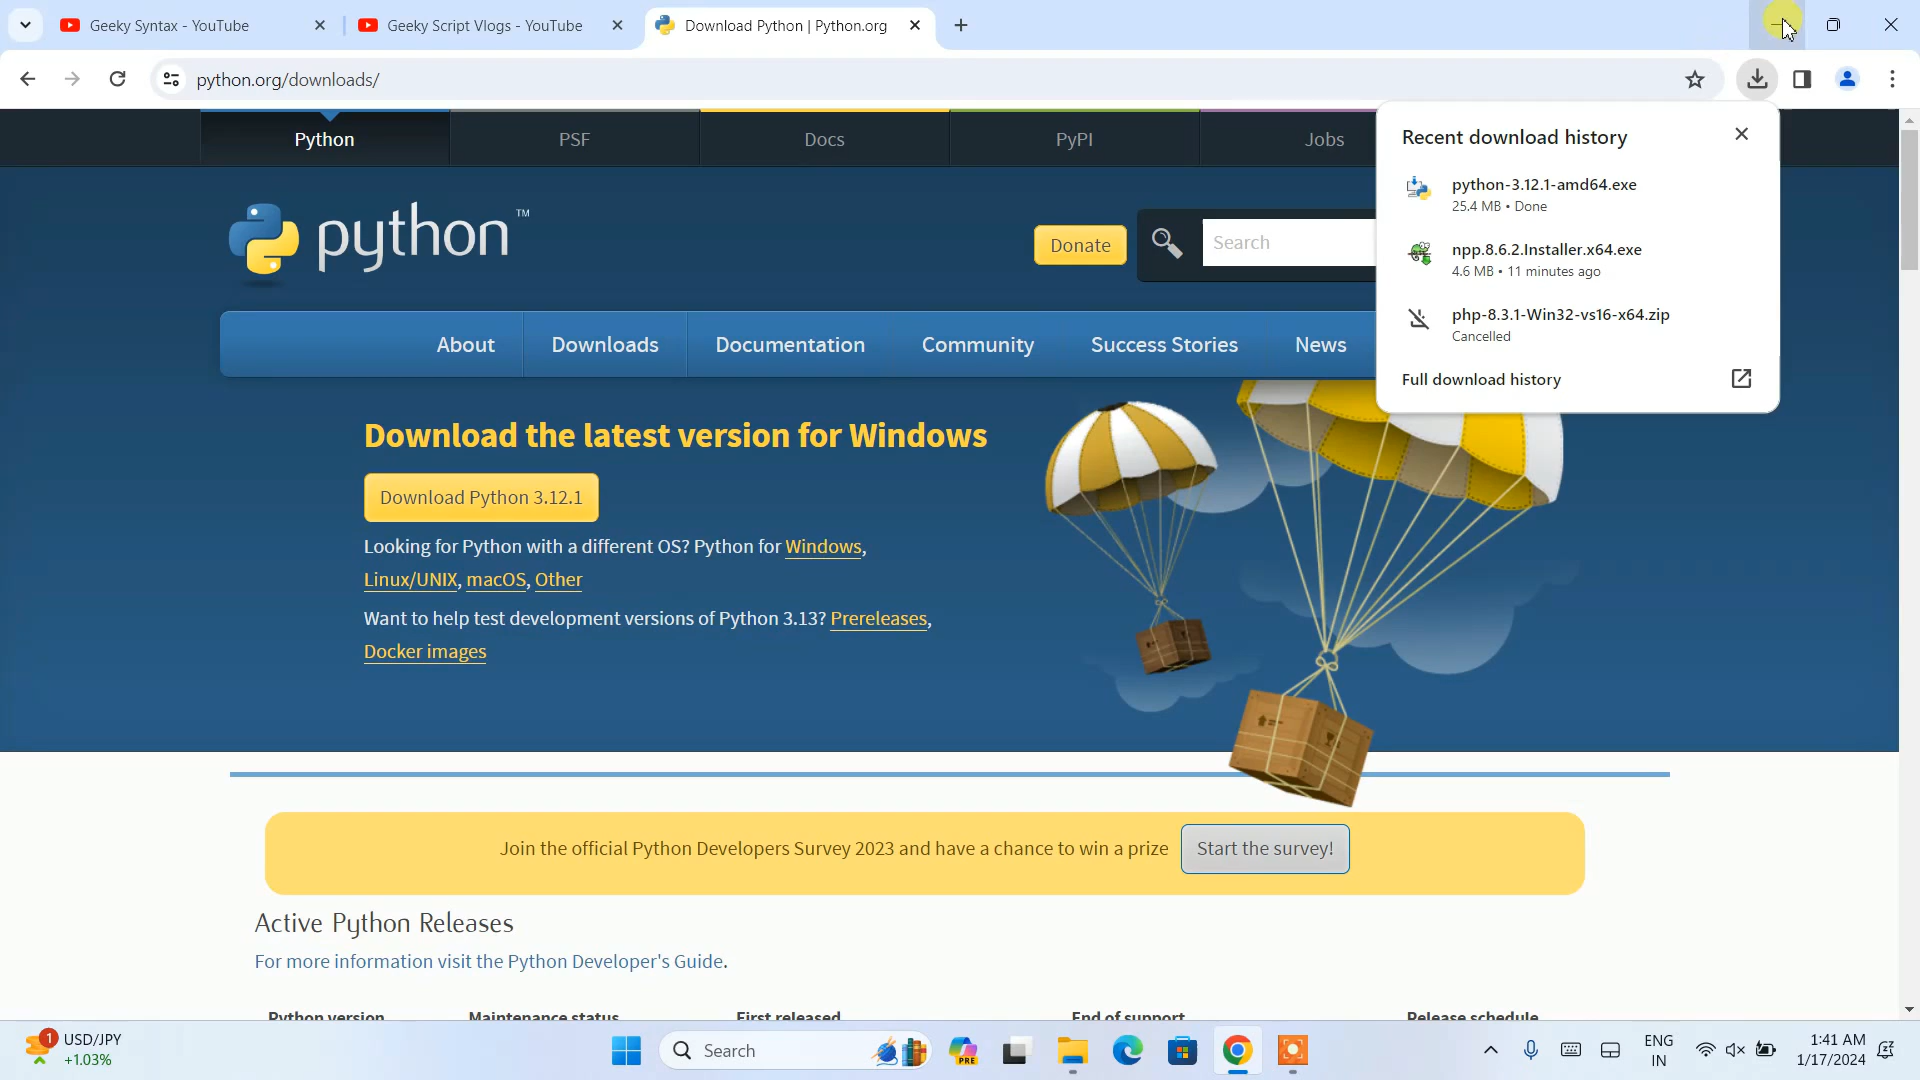 Geeky Syntax - YouTube
Geeky Script Vlogs - YouTube
Download Python | Python.org
python.org/downloads/
Python
PSF
Docs
PyPI
Jobs
python™
Donate
Search
Recent download history
python-3.12.1-amd64.exe
25.4 MB • Done
npp.8.6.2.Installer.x64.exe
4.6 MB • 11 minutes ago
php-8.3.1-Win32-vs16-x64.zip
Cancelled
Full download history
About
Downloads
Documentation
Community
Success Stories
News
Download the latest version for Windows
Download Python 3.12.1
Looking for Python with a different OS? Python for Windows,
Linux/UNIX, macOS, Other
Want to help test development versions of Python 3.13? Prereleases,
Docker images
Join the official Python Developers Survey 2023 and have a chance to win a prize
Start the survey!
Active Python Releases
For more information visit the Python Developer's Guide.
Python version
Maintenance status
First released
End of support
Release schedule
1
USD/JPY
+1.03%
Search
PRE
ENG
IN
1:41 AM
1/17/2024